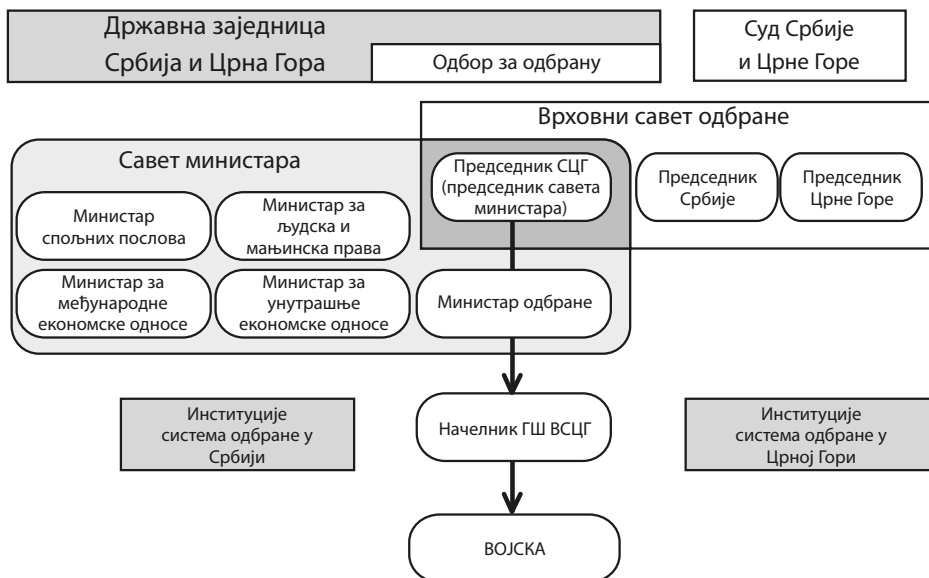 Државна заједница
Србија и Црна Гора
Одбор за одбрану
Суд Србије
и Црне Горе
Врховни савет одбране
Савет министара
Председник СЦГ
(председник савета
министара)
Председник
Србије
Председник
Црне Горе
Министар
спољних послова
Министар за
људска и
мањинска права
Министар за
међународне
економске односе
Министар за
унутрашње
економске односе
Министар одбране
Институције
система одбране у
Србији
Начелник ГШ ВСЦГ
Институције
система одбране у
Црној Гори
ВОЈСКА